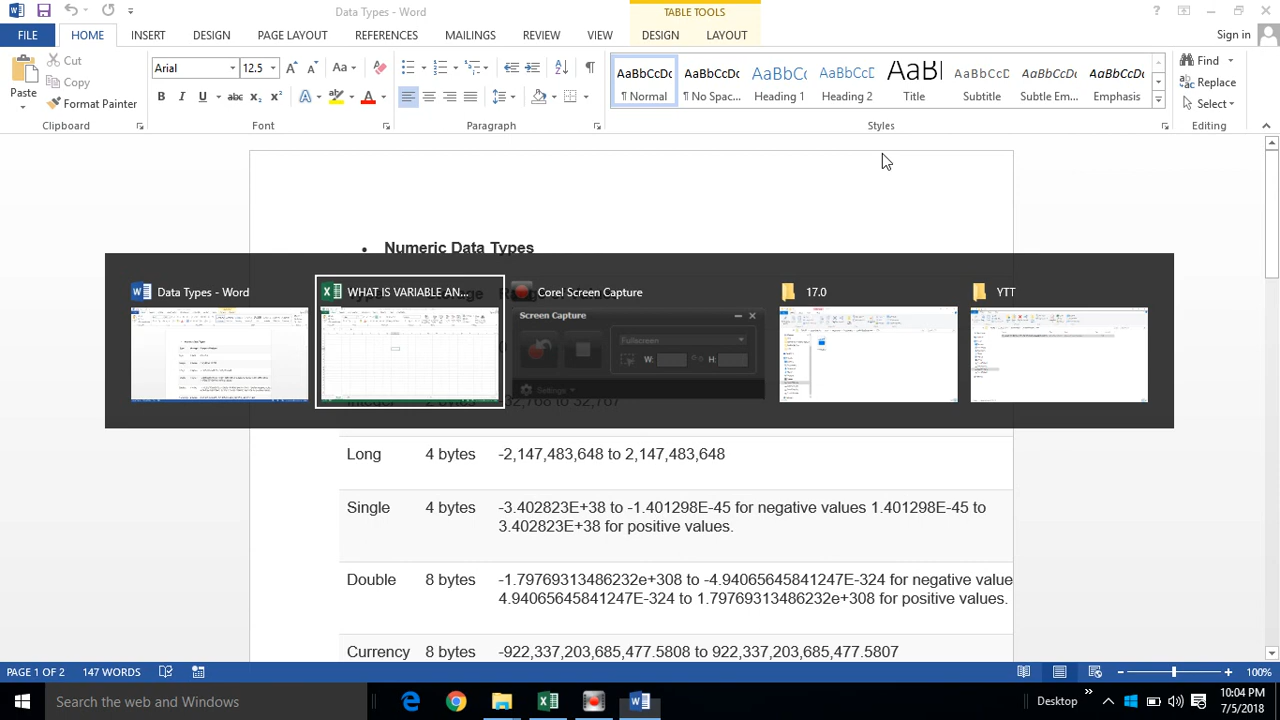 Data Types - Word
TABLE TOOLS
?
FILE
HOME
INSERT
DESIGN
PAGE LAYOUT
REFERENCES
MAILINGS
REVIEW
VIEW
DESIGN
LAYOUT
Sign in
Paste
Cut
Copy
Format Painter
Clipboard
Arial
12.5
Font
Paragraph
AaBbCcDc
¶ Normal
AaBbCcDc
¶ No Spac...
AaBbCc
Heading 1
AaBbCcD
Heading 2
AaBl
Title
AaBbCcD
Subtitle
AaBbCcDc
Subtle Em...
AaBbCcDc
Emphasis
Styles
Find
Replace
Select
Editing
• Numeric Data Types
Data Types - Word
WHAT IS VARIABLE AN...
Corel Screen Capture
17.0
YTT
Screen Capture
Fullscreen
W:
H:
Settings
Long 4 bytes -2,147,483,648 to 2,147,483,648
Single 4 bytes -3.402823E+38 to -1.401298E-45 for negative values 1.401298E-45 to
3.402823E+38 for positive values.
Double 8 bytes -1.79769313486232e+308 to -4.94065645841247E-324 for negative value
4.94065645841247E-324 to 1.79769313486232e+308 for positive values.
Currency 8 bytes -922,337,203,685,477.5808 to 922,337,203,685,477.5807
PAGE 1 OF 2
147 WORDS
100%
Search the web and Windows
Desktop
10:04 PM
7/5/2018